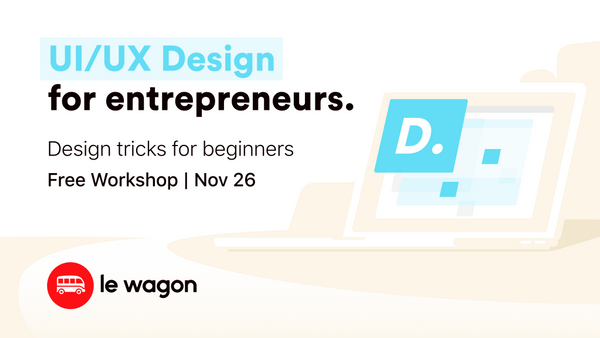 UI/UX Design
for entrepreneurs.
Design tricks for beginners
Free Workshop | Nov 26
D.
le wagon